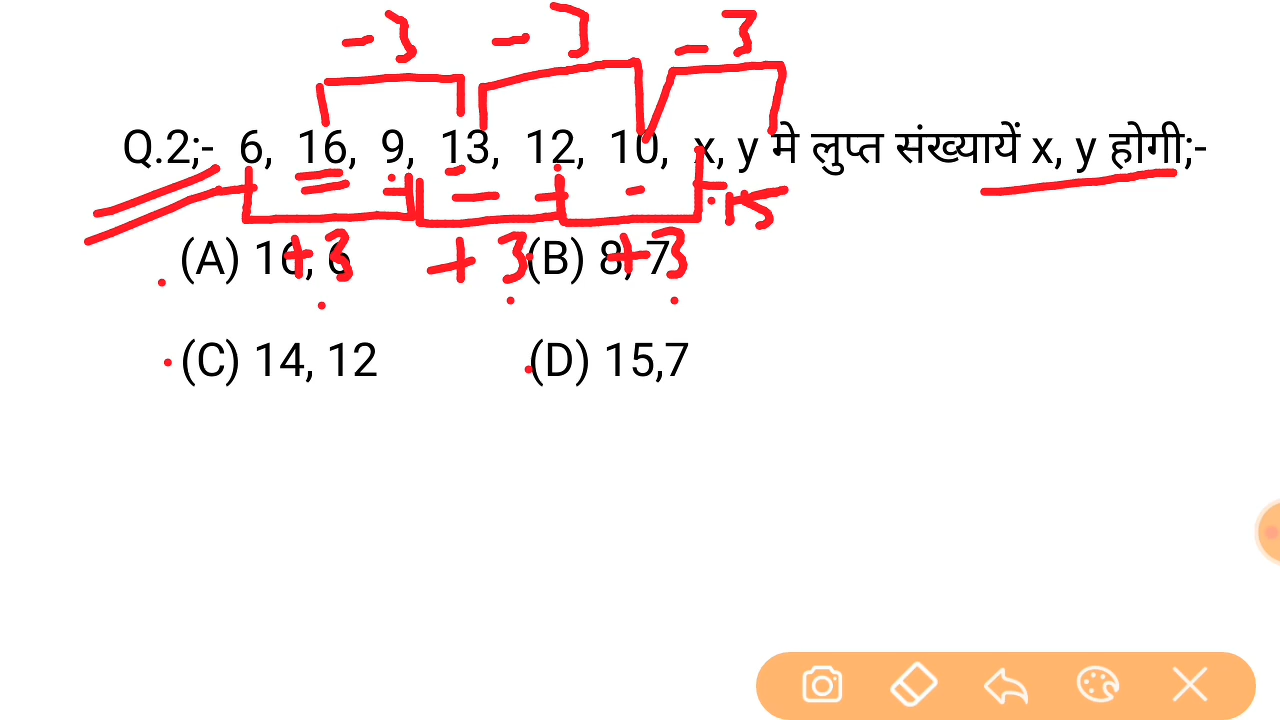 - 3 - 3 - 3
Q.2;- 6, 16, 9, 13, 12, 10, x, y मे लुप्त संख्यायें x, y होगी;-
15
+ 3 + 3 + 3
(A) 16, 6 (B) 8, 7
(C) 14, 12 (D) 15,7